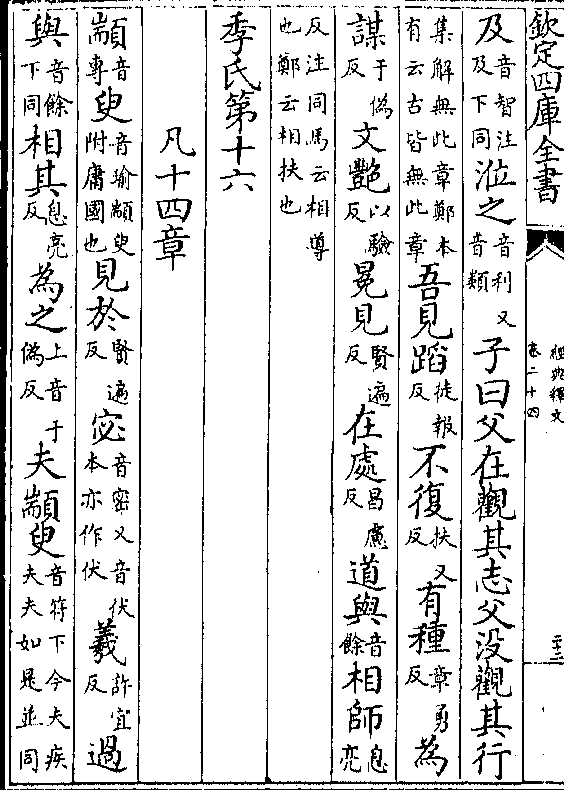 欽定四庫全書
經典釋文
卷二十四
及音智注及下同涖之音利又音類子曰父在觀其志父没觀其行
集解無此章鄭本有云古皆無此章吾見蹈徒報反不復扶又反有種章勇反為
謀于偽反文艷以驗反冕見賢遍反在處昌慮反道與音餘相師息亮
反注同馬云相導也鄭云相扶也
季氏第十六
凡十四章
顓音專臾音瑜顓臾附庸國也見於賢遍反宓音密又音伏本亦作伏羲許宜反過
與音餘下同相其息亮反為之上音于偽反夫顓臾音符下今夫疾夫夫如是並同